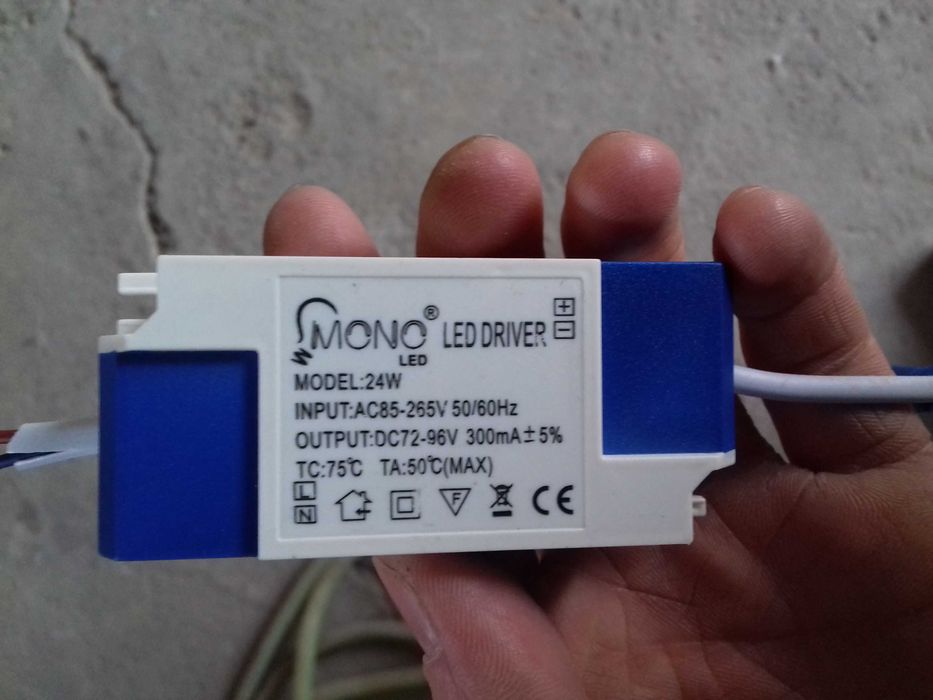 MONO® LED DRIVER + -
LED
MODEL:24W
INPUT:AC85-265V 50/60Hz
OUTPUT:DC72-96V 300mA±5%
TC:75℃ TA:50℃(MAX)
L
N
F
CE